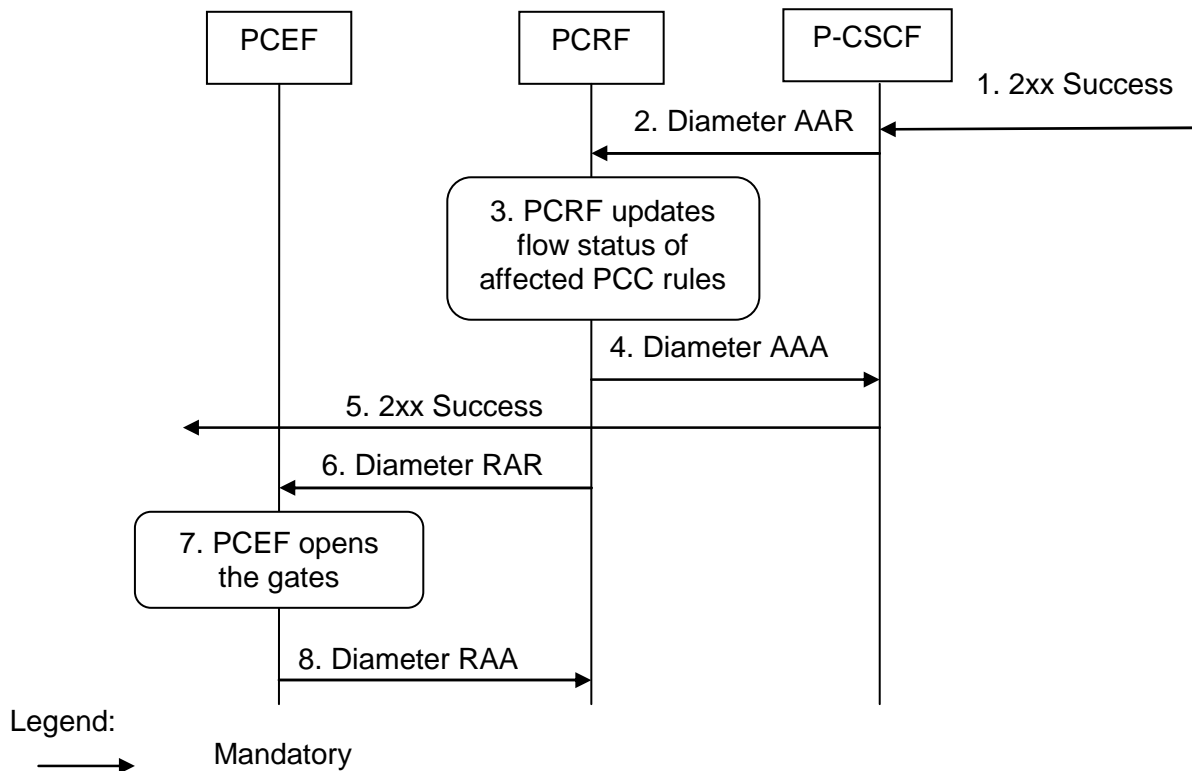 PCEF
PCRF
P-CSCF
1. 2xx Success
2. Diameter AAR
3. PCRF updates
flow status of
affected PCC rules
4. Diameter AAA
5. 2xx Success
6. Diameter RAR
7. PCEF opens
the gates
8. Diameter RAA
Legend:
Mandatory